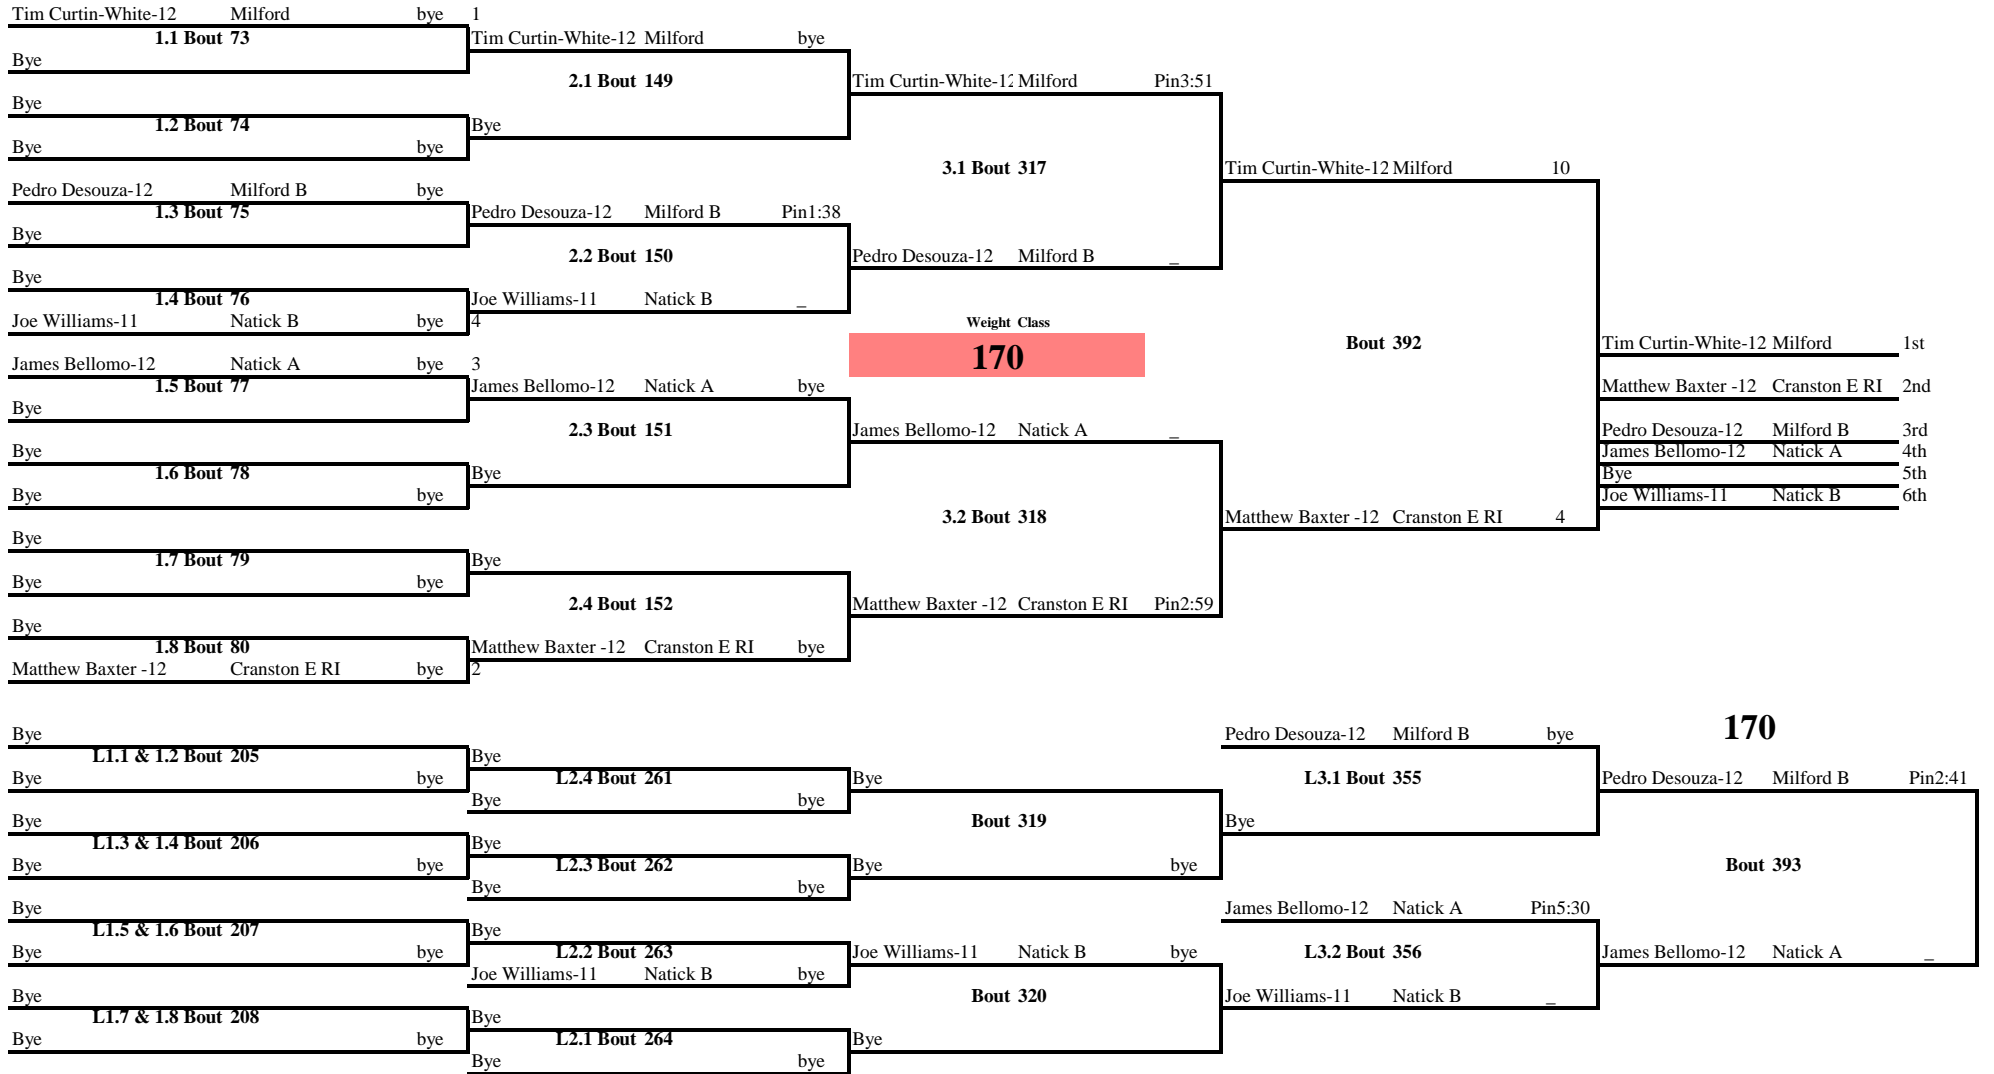 Tim Curtin-White-12 Milford bye 1
1.1 Bout 73 Tim Curtin-White-12 Milford bye
Bye
2.1 Bout 149 Tim Curtin-White-12 Milford Pin3:51
Bye
1.2 Bout 74 Bye
Bye bye
3.1 Bout 317 Tim Curtin-White-12 Milford 10
Pedro Desouza-12 Milford B bye
1.3 Bout 75 Pedro Desouza-12 Milford B Pin1:38
Bye
2.2 Bout 150 Pedro Desouza-12 Milford B _
Bye
1.4 Bout 76 Joe Williams-11 Natick B _
Joe Williams-11 Natick B bye 4 Weight Class
Bout 392 Tim Curtin-White-12 Milford 1st
James Bellomo-12 Natick A bye 3 170
1.5 Bout 77 James Bellomo-12 Natick A bye Matthew Baxter -12 Cranston E RI 2nd
Bye
2.3 Bout 151 James Bellomo-12 Natick A _ Pedro Desouza-12 Milford B 3rd
Bye James Bellomo-12 Natick A 4th
1.6 Bout 78 Bye Bye 5th
Bye bye Joe Williams-11 Natick B 6th
3.2 Bout 318 Matthew Baxter -12 Cranston E RI 4
Bye
1.7 Bout 79 Bye
Bye bye
2.4 Bout 152 Matthew Baxter -12 Cranston E RI Pin2:59
Bye
1.8 Bout 80 Matthew Baxter -12 Cranston E RI bye
Matthew Baxter -12 Cranston E RI bye 2
Bye Pedro Desouza-12 Milford B bye 170
L1.1 & 1.2 Bout 205 Bye
Bye bye L2.4 Bout 261 Bye L3.1 Bout 355 Pedro Desouza-12 Milford B Pin2:41
Bye bye
Bye Bout 319 Bye
L1.3 & 1.4 Bout 206 Bye
Bye bye L2.3 Bout 262 Bye bye Bout 393
Bye bye
Bye James Bellomo-12 Natick A Pin5:30
L1.5 & 1.6 Bout 207 Bye
Bye bye L2.2 Bout 263 Joe Williams-11 Natick B bye L3.2 Bout 356 James Bellomo-12 Natick A _
Joe Williams-11 Natick B bye
Bye Bout 320 Joe Williams-11 Natick B _
L1.7 & 1.8 Bout 208 Bye
Bye bye L2.1 Bout 264 Bye
Bye bye